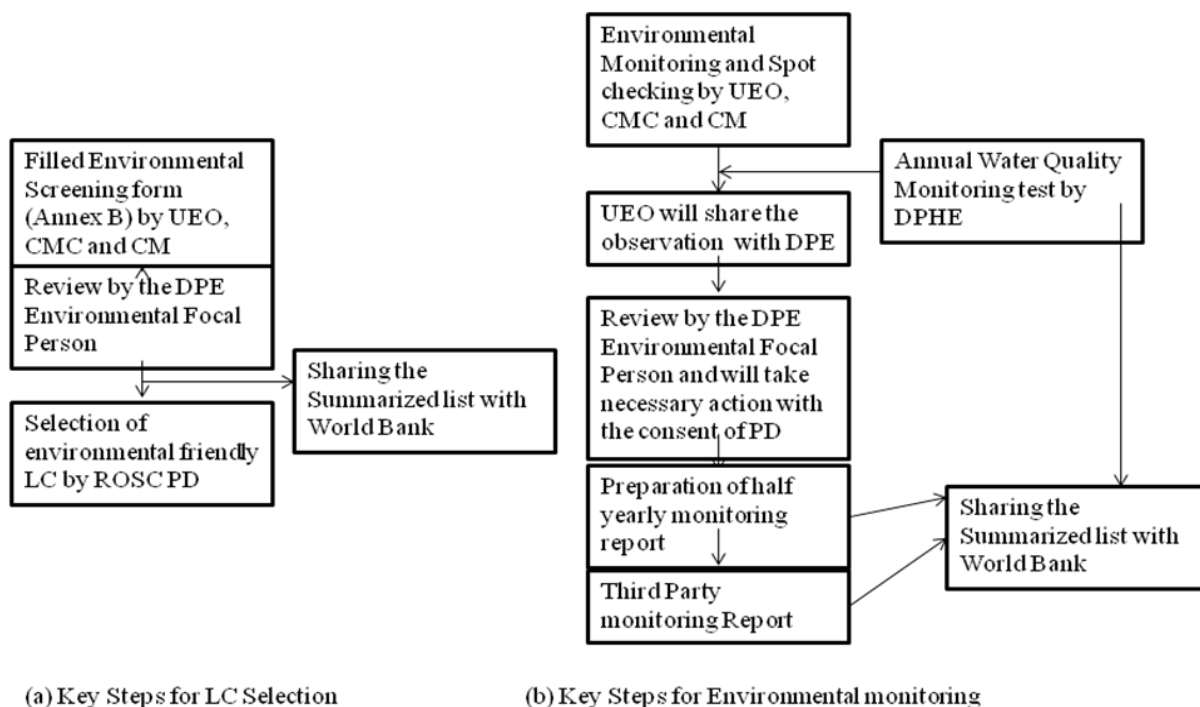 Filled Environmental
Screening form
(Annex B) by UEO,
CMC and CM
Review by the DPE
Environmental Focal
Person
Selection of
environmental friendly
LC by ROSC PD
Sharing the
Summarized list with
World Bank
(a) Key Steps for LC Selection
Environmental
Monitoring and Spot
checking by UEO,
CMC and CM
Annual Water Quality
Monitoring test by
DPHE
UEO will share the
observation with DPE
Review by the DPE
Environmental Focal
Person and will take
necessary action with
the consent of PD
Preparation of half
yearly monitoring
report
Third Party
monitoring Report
Sharing the
Summarized list with
World Bank
(b) Key Steps for Environmental monitoring